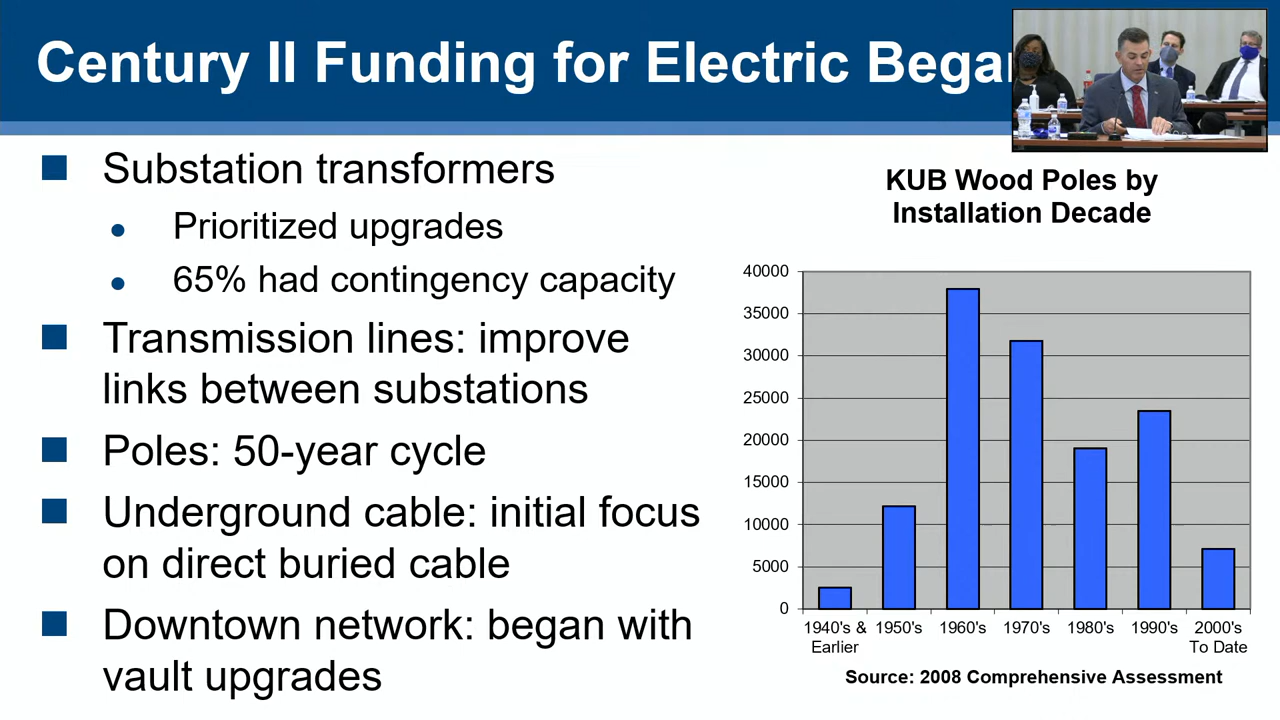 Century II Funding for Electric Began
Substation transformers
Prioritized upgrades
65% had contingency capacity
Transmission lines: improve
links between substations
Poles: 50-year cycle
Underground cable: initial focus
on direct buried cable
Downtown network: began with
vault upgrades
KUB Wood Poles by
Installation Decade
40000
35000
30000
25000
20000
15000
10000
5000
0
1940's & 1950's 1960's 1970's 1980's 1990's 2000's
Earlier To Date
Source: 2008 Comprehensive Assessment